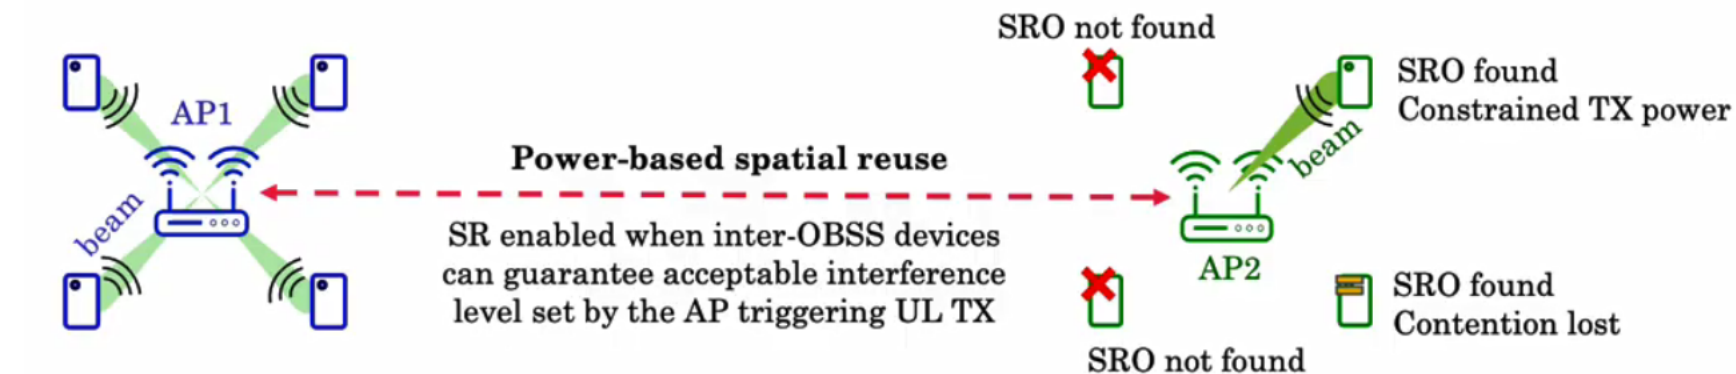 SRO not found
AP1
beam
Power-based spatial reuse
SR enabled when inter-OBSS devices
can guarantee acceptable interference
level set by the AP triggering UL TX
SRO found
Constrained TX power
beam
AP2
SRO found
Contention lost
SRO not found